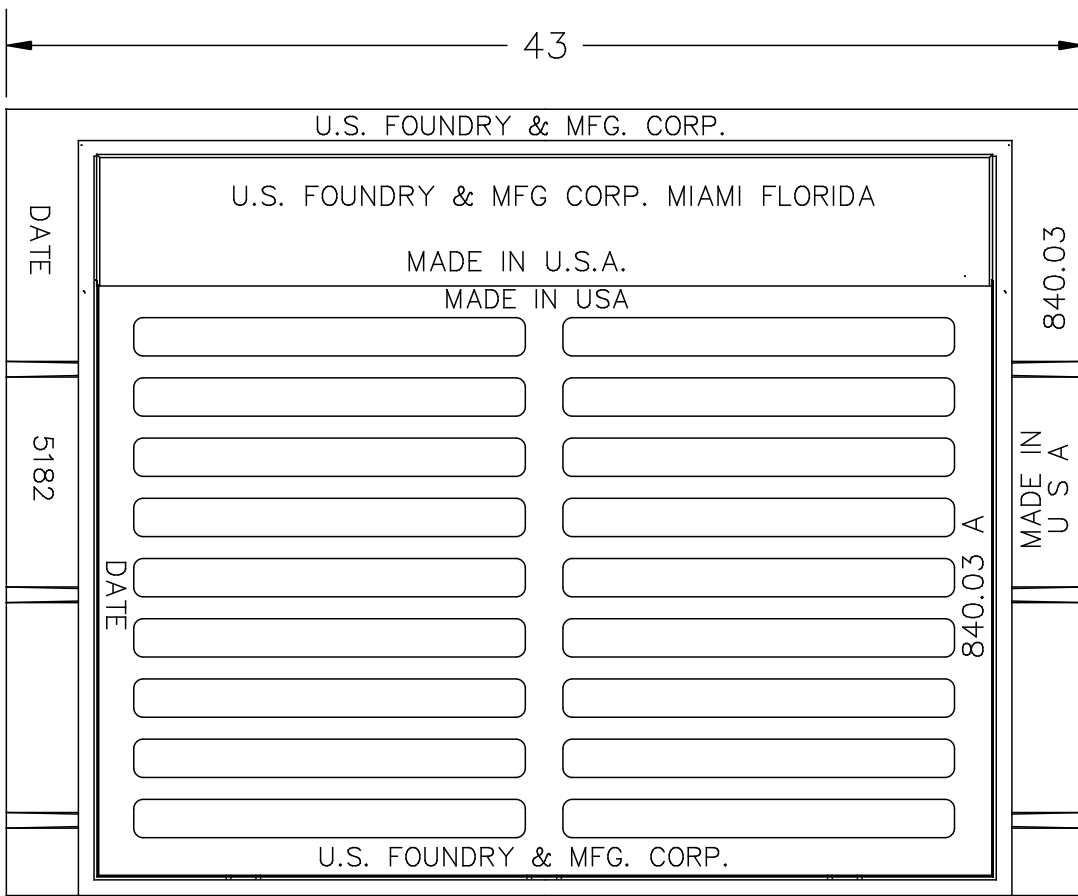 43
U.S. FOUNDRY & MFG. CORP.
U.S. FOUNDRY & MFG CORP. MIAMI FLORIDA
DATE
840.03
MADE IN U.S.A.
MADE IN USA
5182
MADE IN
U S A
DATE
840.03 A
U.S. FOUNDRY & MFG. CORP.